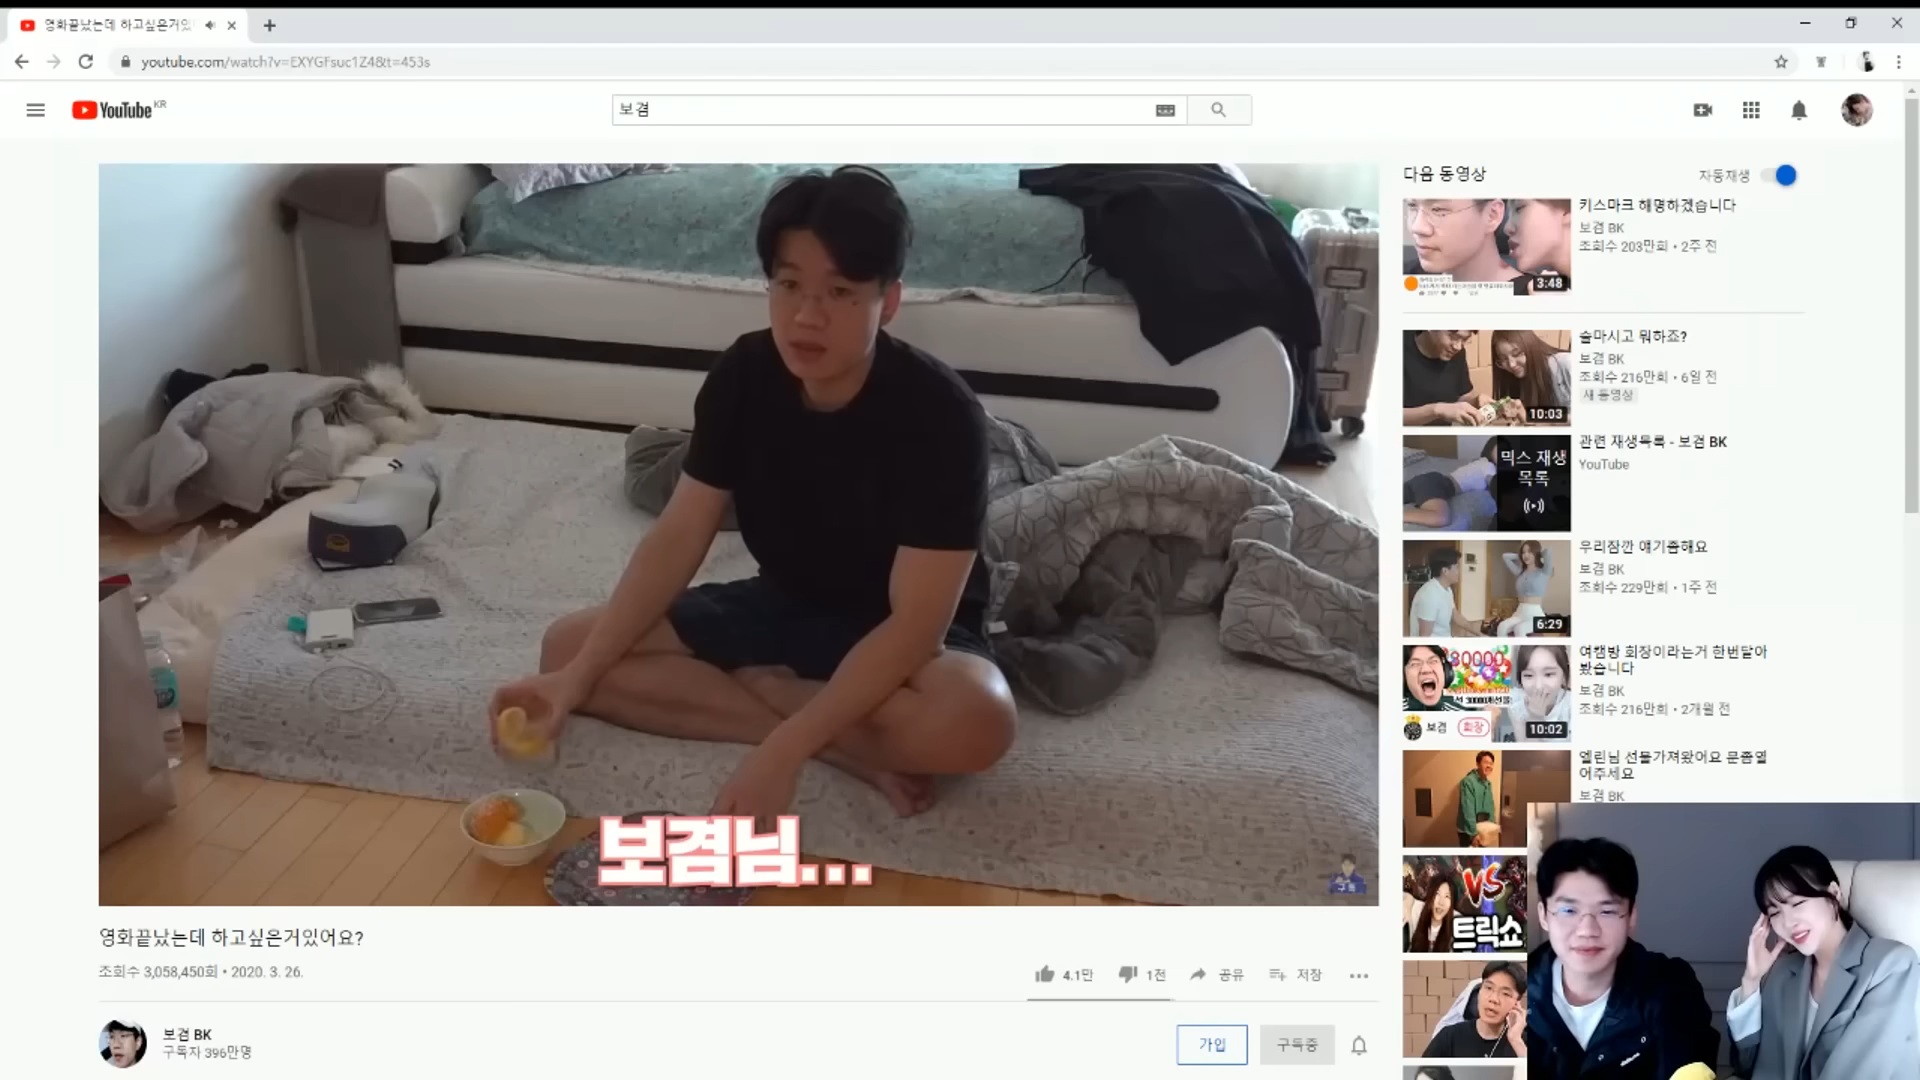 영화끝났는데 하고싶은거있
youtube.com/watch?v=EXYGFsuc1Z4&t=453s
YouTube KR
보겸
보겸님...
영화끝났는데 하고싶은거있어요?
조회수 3,058,450회 • 2020. 3. 26.
4.1만
1천
공유
저장
보겸 BK
구독자 396만명
가입
구독중
다음 동영상
자동재생
키스마크 해명하겠습니다
보겸 BK
조회수 203만회 • 2주 전
3:48
술마시고 뭐하죠?
보겸 BK
조회수 216만회 • 6일 전
새 동영상
10:03
관련 재생목록 - 보겸 BK
YouTube
믹스 재생
목록
우리잠깐 얘기좀해요
보겸 BK
조회수 229만회 • 1주 전
6:29
여캠방 회장이라는거 한번달아
봤습니다
보겸 BK
조회수 216만회 • 2개월 전
30000
보겸 회장
10:02
엘린님 선물가져왔어요 문좀열
어주세요
보겸 BK
VS
트릭쇼